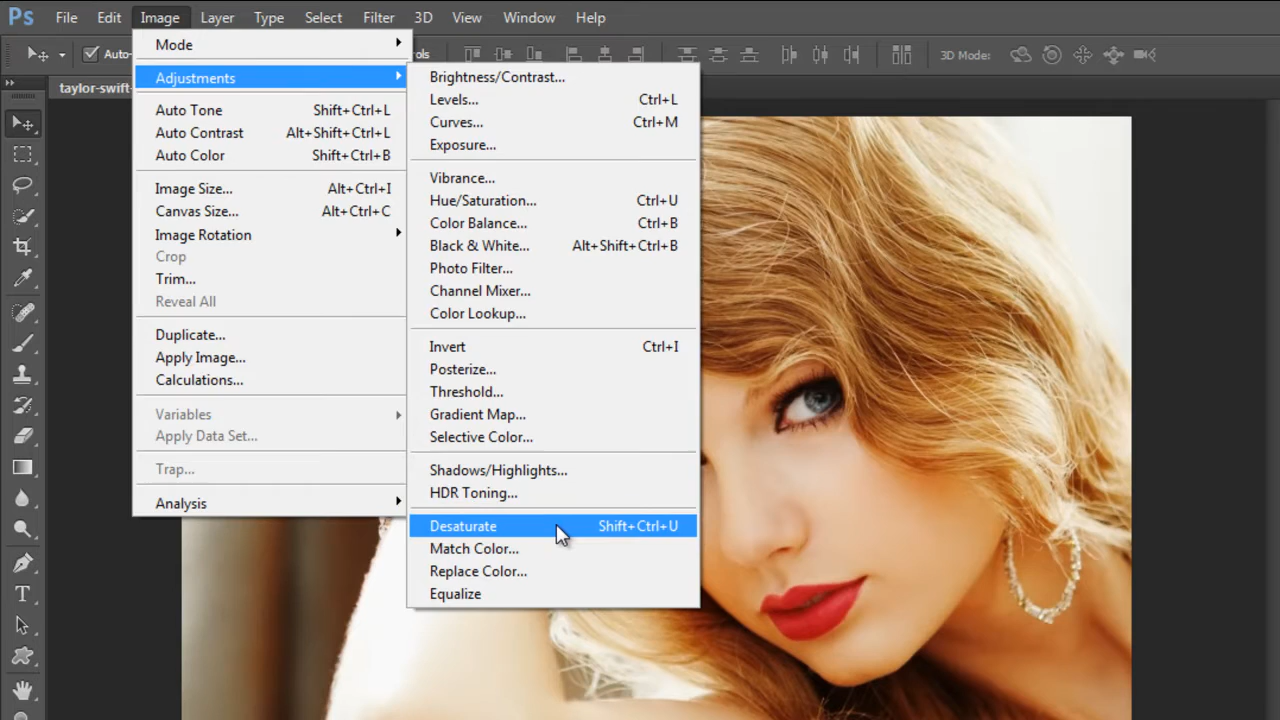 Ps File Edit Image Layer Type Select Filter 3D View Window Help
Auto-
ols
3D Mode:
taylor-swift-
Mode
Adjustments
Auto Tone Shift+Ctrl+L
Auto Contrast Alt+Shift+Ctrl+L
Auto Color Shift+Ctrl+B
Image Size... Alt+Ctrl+I
Canvas Size... Alt+Ctrl+C
Image Rotation
Crop
Trim...
Reveal All
Duplicate...
Apply Image...
Calculations...
Variables
Apply Data Set...
Trap...
Analysis
Brightness/Contrast...
Levels... Ctrl+L
Curves... Ctrl+M
Exposure...
Vibrance...
Hue/Saturation... Ctrl+U
Color Balance... Ctrl+B
Black & White... Alt+Shift+Ctrl+B
Photo Filter...
Channel Mixer...
Color Lookup...
Invert Ctrl+I
Posterize...
Threshold...
Gradient Map...
Selective Color...
Shadows/Highlights...
HDR Toning...
Desaturate Shift+Ctrl+U
Match Color...
Replace Color...
Equalize
T